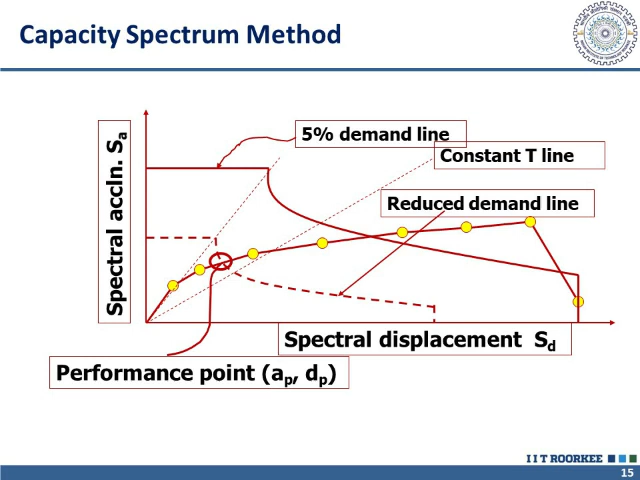 Capacity Spectrum Method
5% demand line
Constant T line
Reduced demand line
Spectral accln. Sa
Spectral displacement Sd
Performance point (ap, dp)
I I T ROORKEE
15